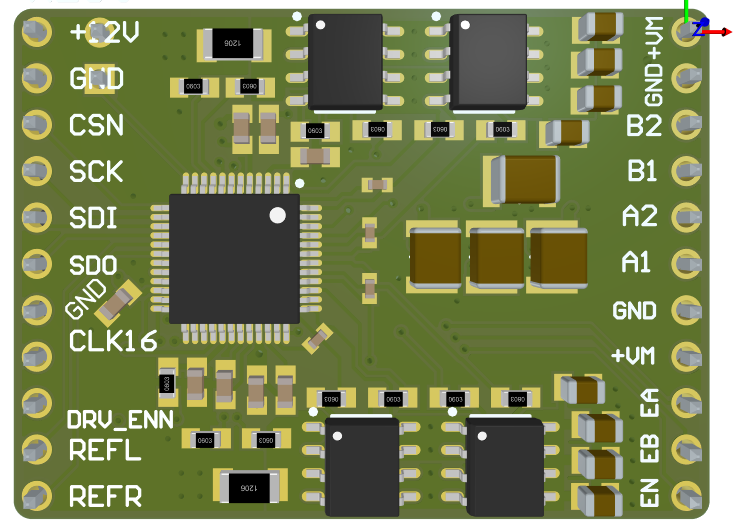 +12V
GND
CSN
SCK
SDI
SDO
GND
CLK16
DRV_ENN
REFL
REFR
1206
0603
0603
0603
0603
0603
0603
0603
0603
0603
0603
0603
0603
0603
1206
+VM
GND
B2
B1
A2
A1
GND
+VM
EA
EB
EN
Z